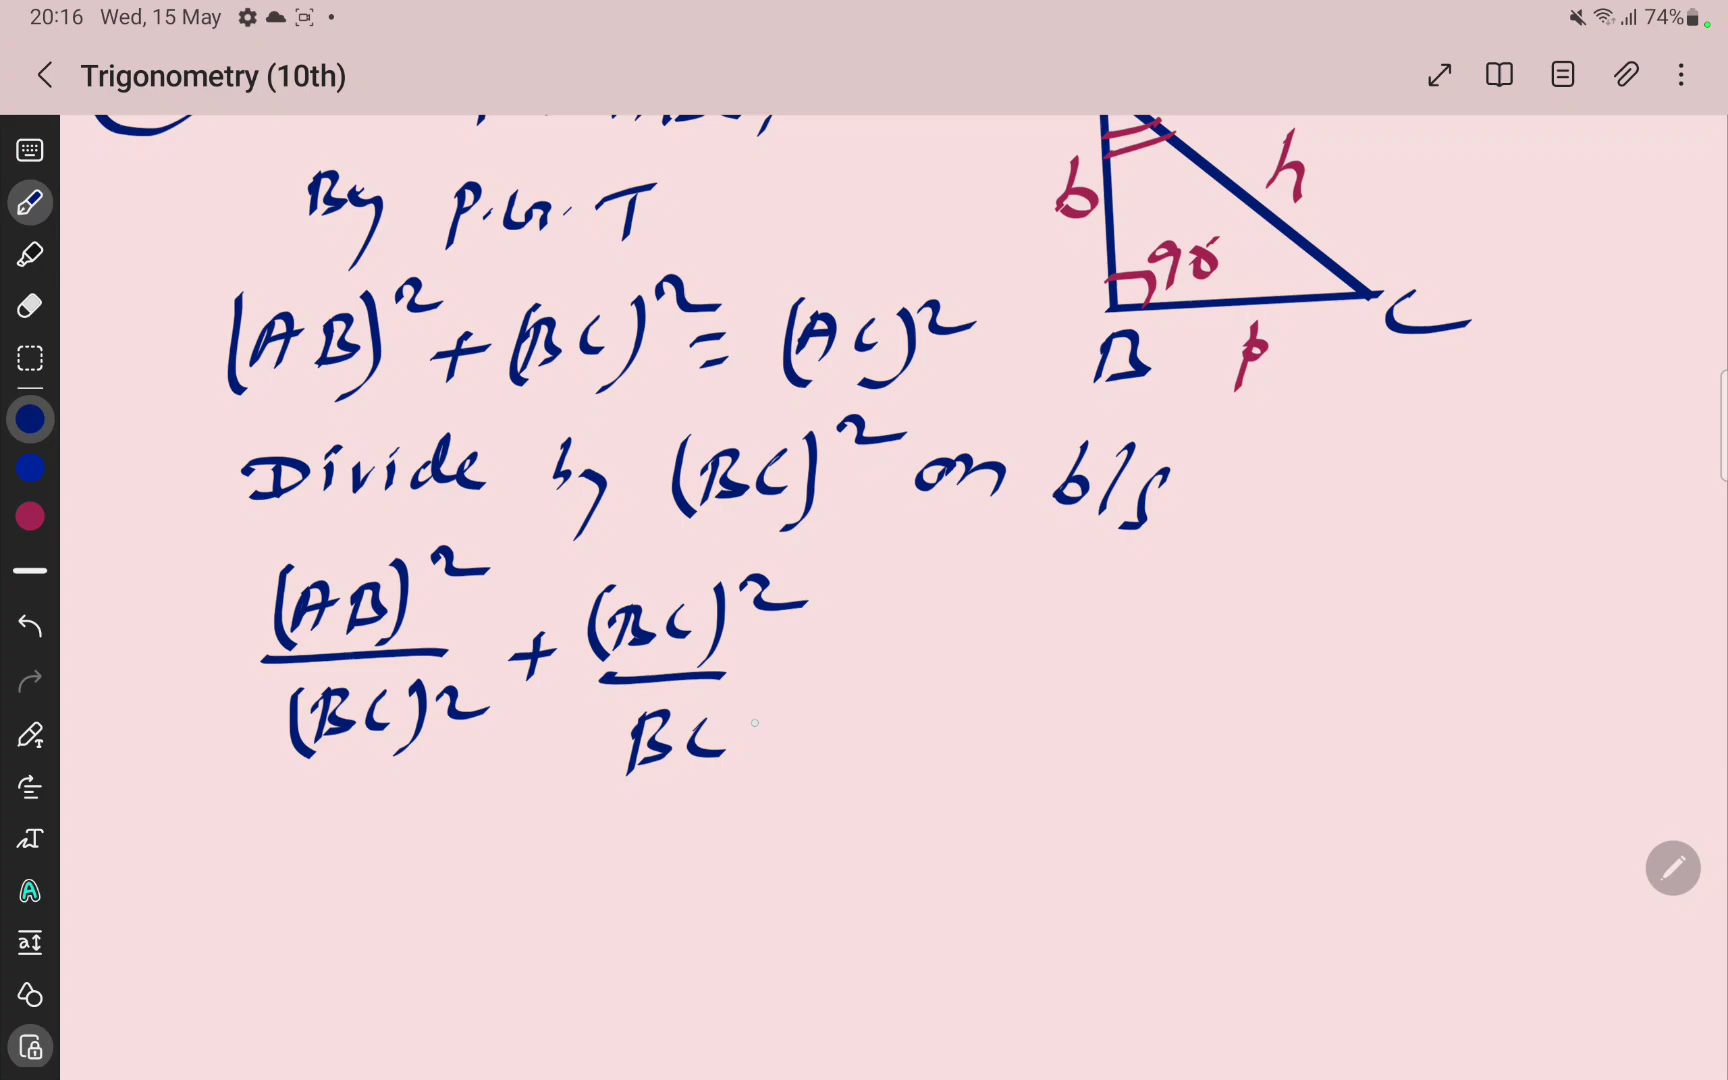 20:16 Wed, 15 May 74%
Trigonometry (10th)
By P.G.T
b
h
90°
(AB)² + (BC)² = (AC)²
B
C
p
Divide by (BC)² on b/s
(AB)² + (BC)²
(BC)² BC